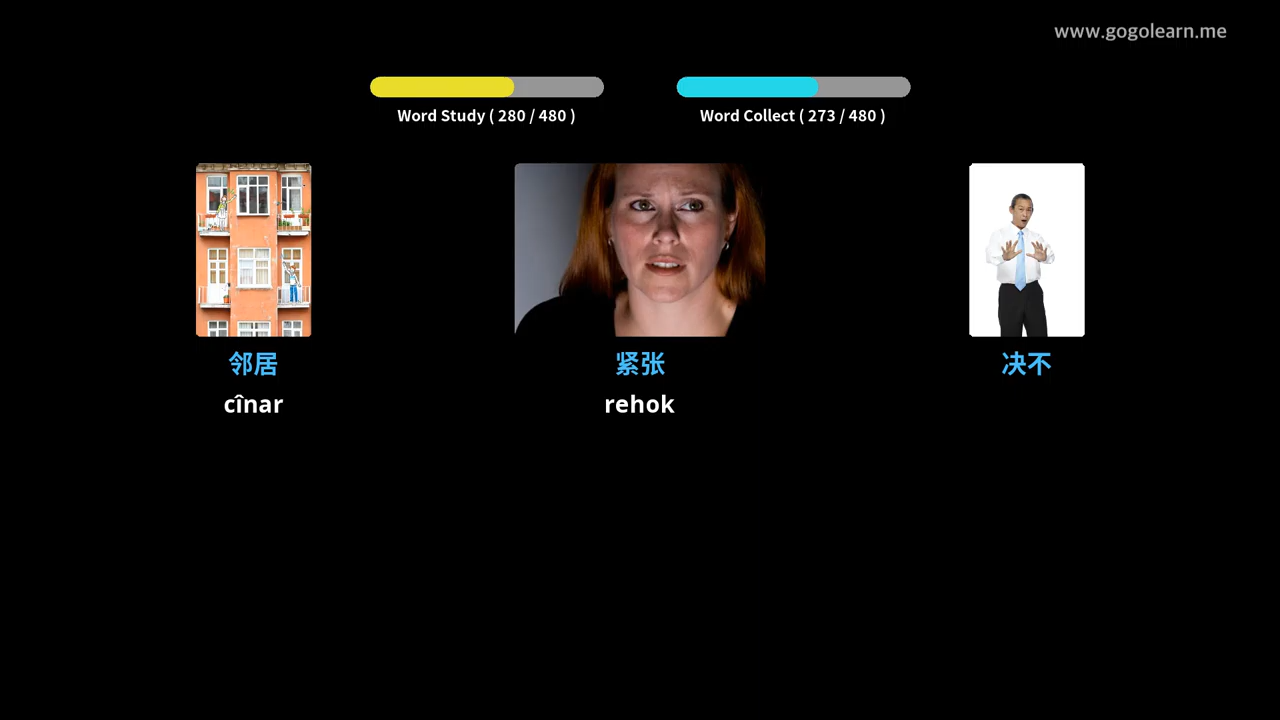 www.gogolearn.me
Word Study ( 280 / 480 )
Word Collect ( 273 / 480 )
邻居
紧张
决不
cînar
rehok